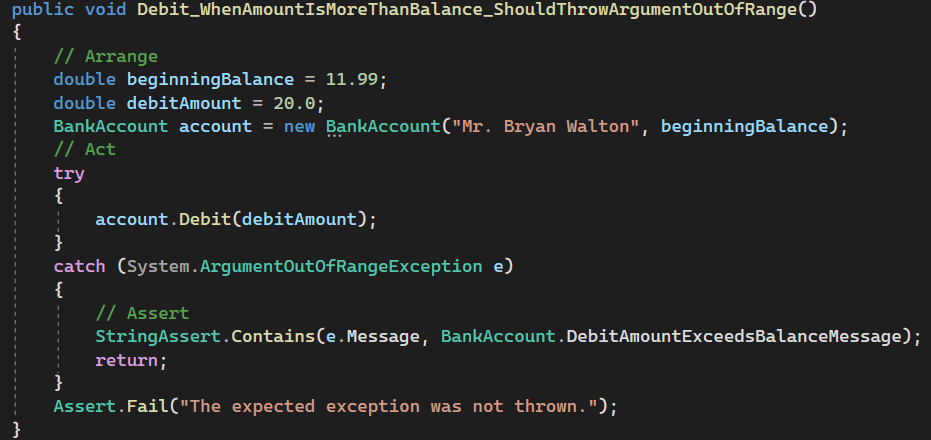 public void Debit_WhenAmountIsMoreThanBalance_ShouldThrowArgumentOutOfRange()
{
    // Arrange
    double beginningBalance = 11.99;
    double debitAmount = 20.0;
    BankAccount account = new BankAccount("Mr. Bryan Walton", beginningBalance);
    // Act
    try
    {
        account.Debit(debitAmount);
    }
    catch (System.ArgumentOutOfRangeException e)
    {
        // Assert
        StringAssert.Contains(e.Message, BankAccount.DebitAmountExceedsBalanceMessage);
        return;
    }
    Assert.Fail("The expected exception was not thrown.");
}